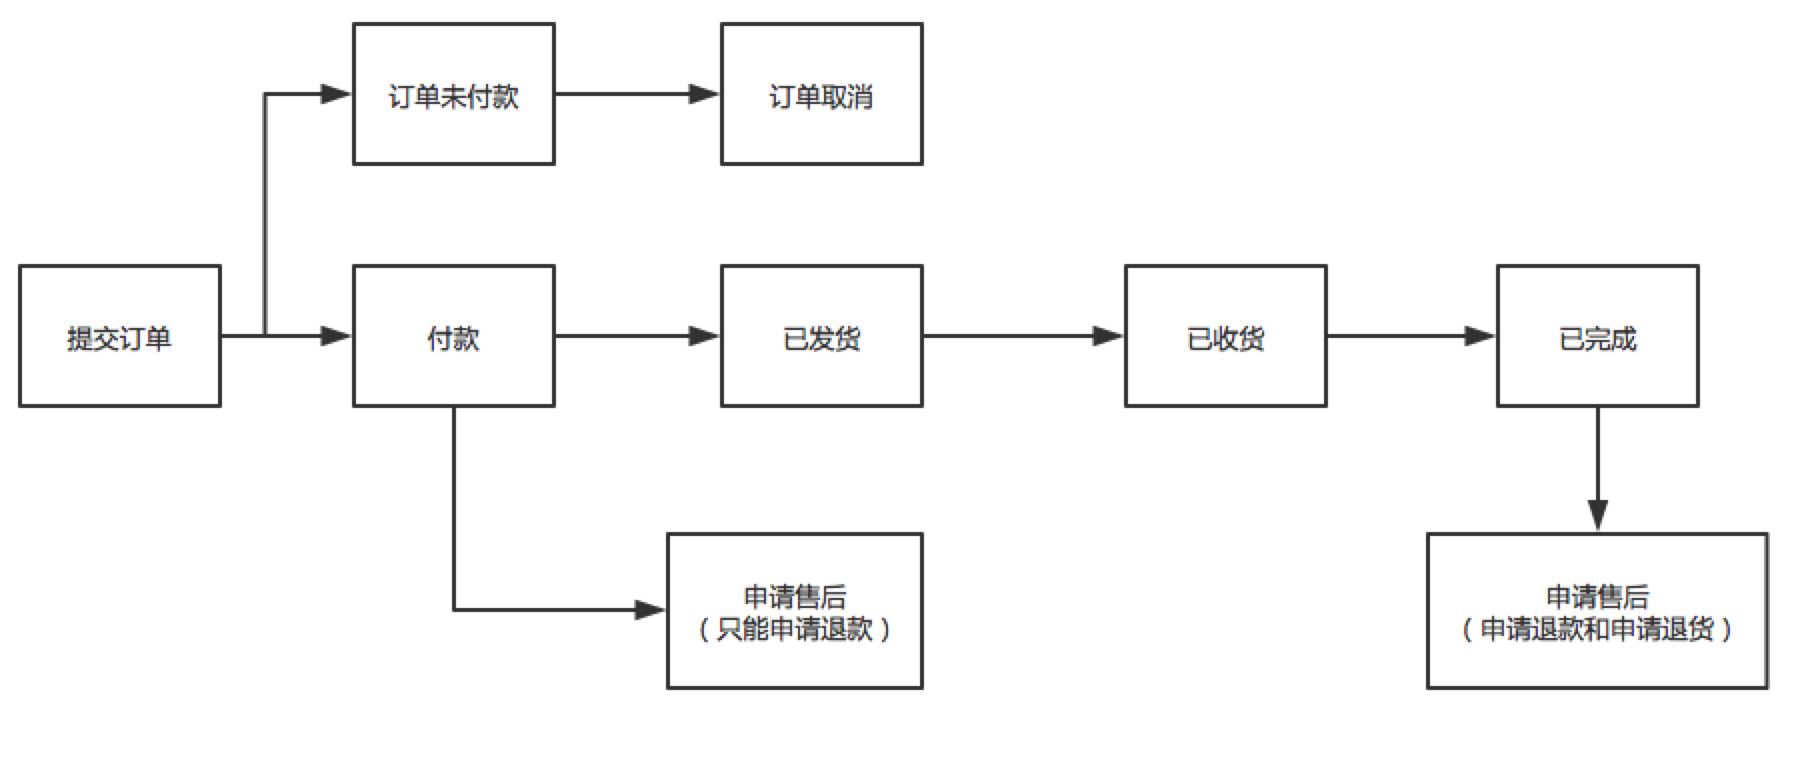 订单未付款
订单取消
提交订单
付款
已发货
已收货
已完成
申请售后
（只能申请退款）
申请售后
（申请退款和申请退货）